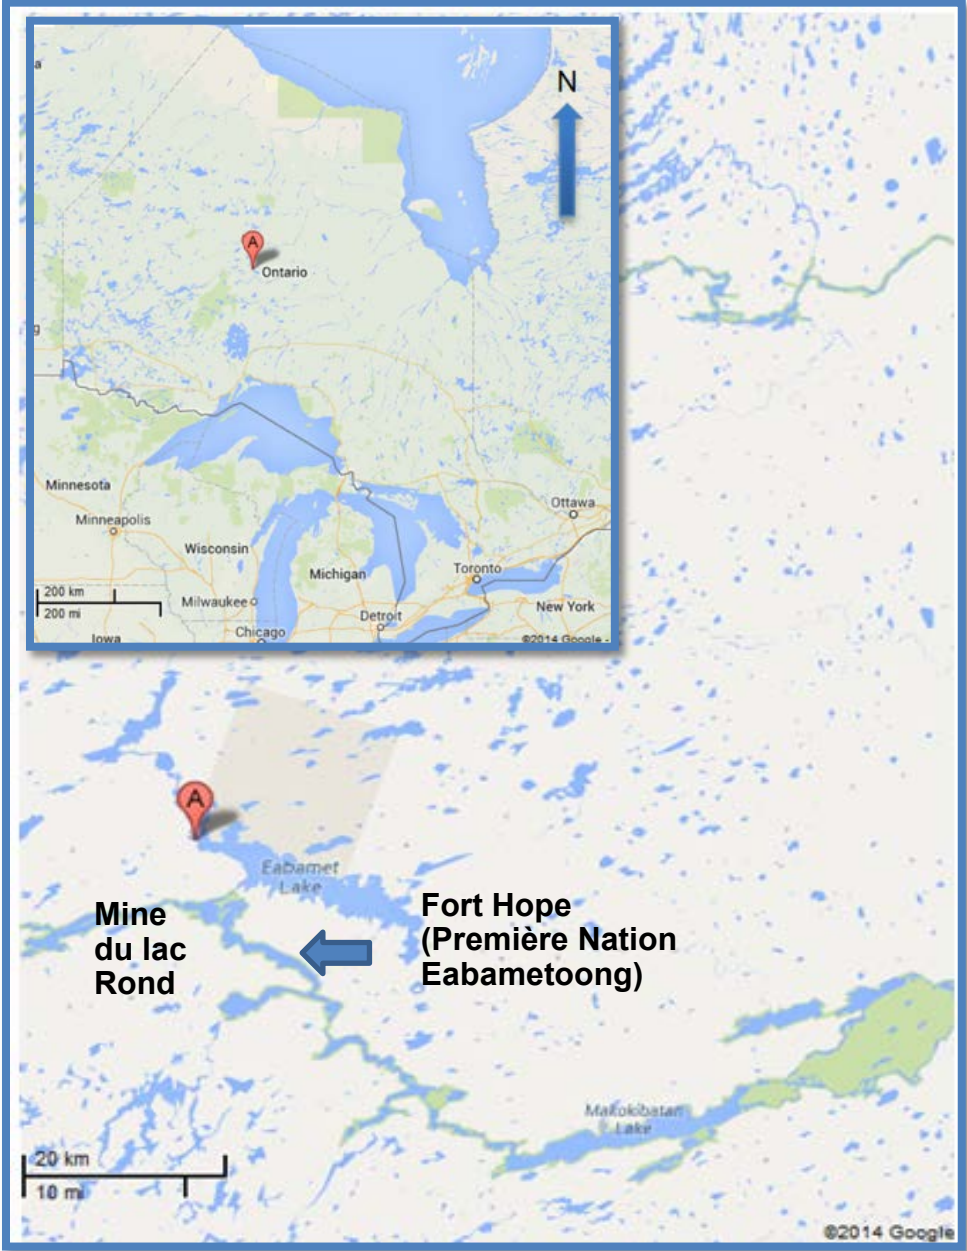 N
A
Ontario
Minnesota
Minneapolis
Wisconsin
Michigan
Milwaukee
Chicago
Detroit
Toronto
Ottawa
New York
Iowa
200 km
200 mi
©2014 Google -
A
Eabamet
Lake
Mine
du lac
Rond
Fort Hope
(Première Nation
Eabametoong)
Makokibatan
Lake
20 km
10 mi
©2014 Google